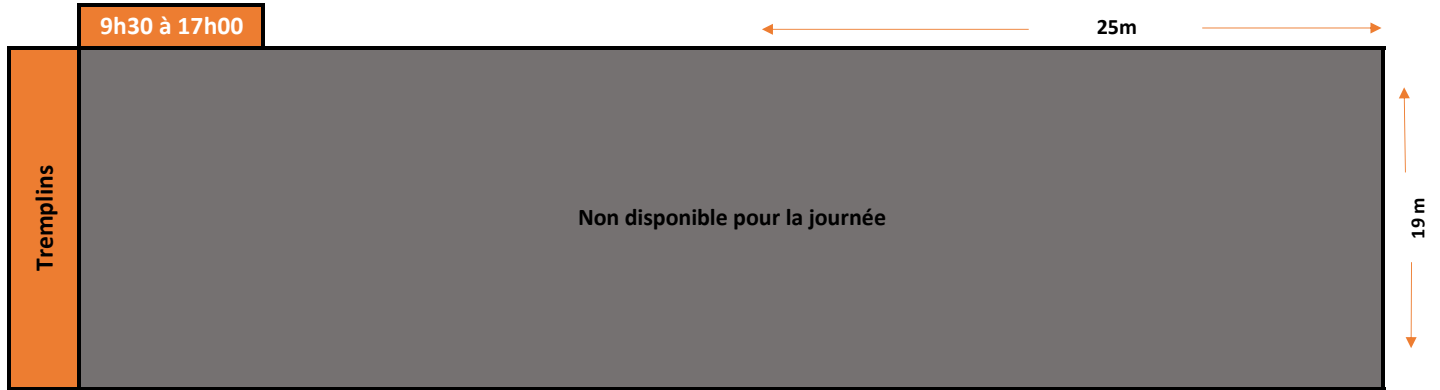 9h30 à 17h00
25m
Tremplins
Non disponible pour la journée
19 m